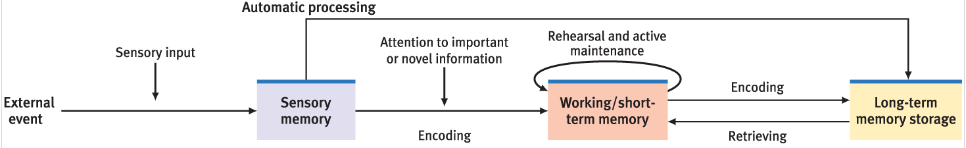 Automatic processing
Sensory input
Attention to important
or novel information
Rehearsal and active
maintenance
External
event
Sensory
memory
Encoding
Working/short-
term memory
Encoding
Retrieving
Long-term
memory storage